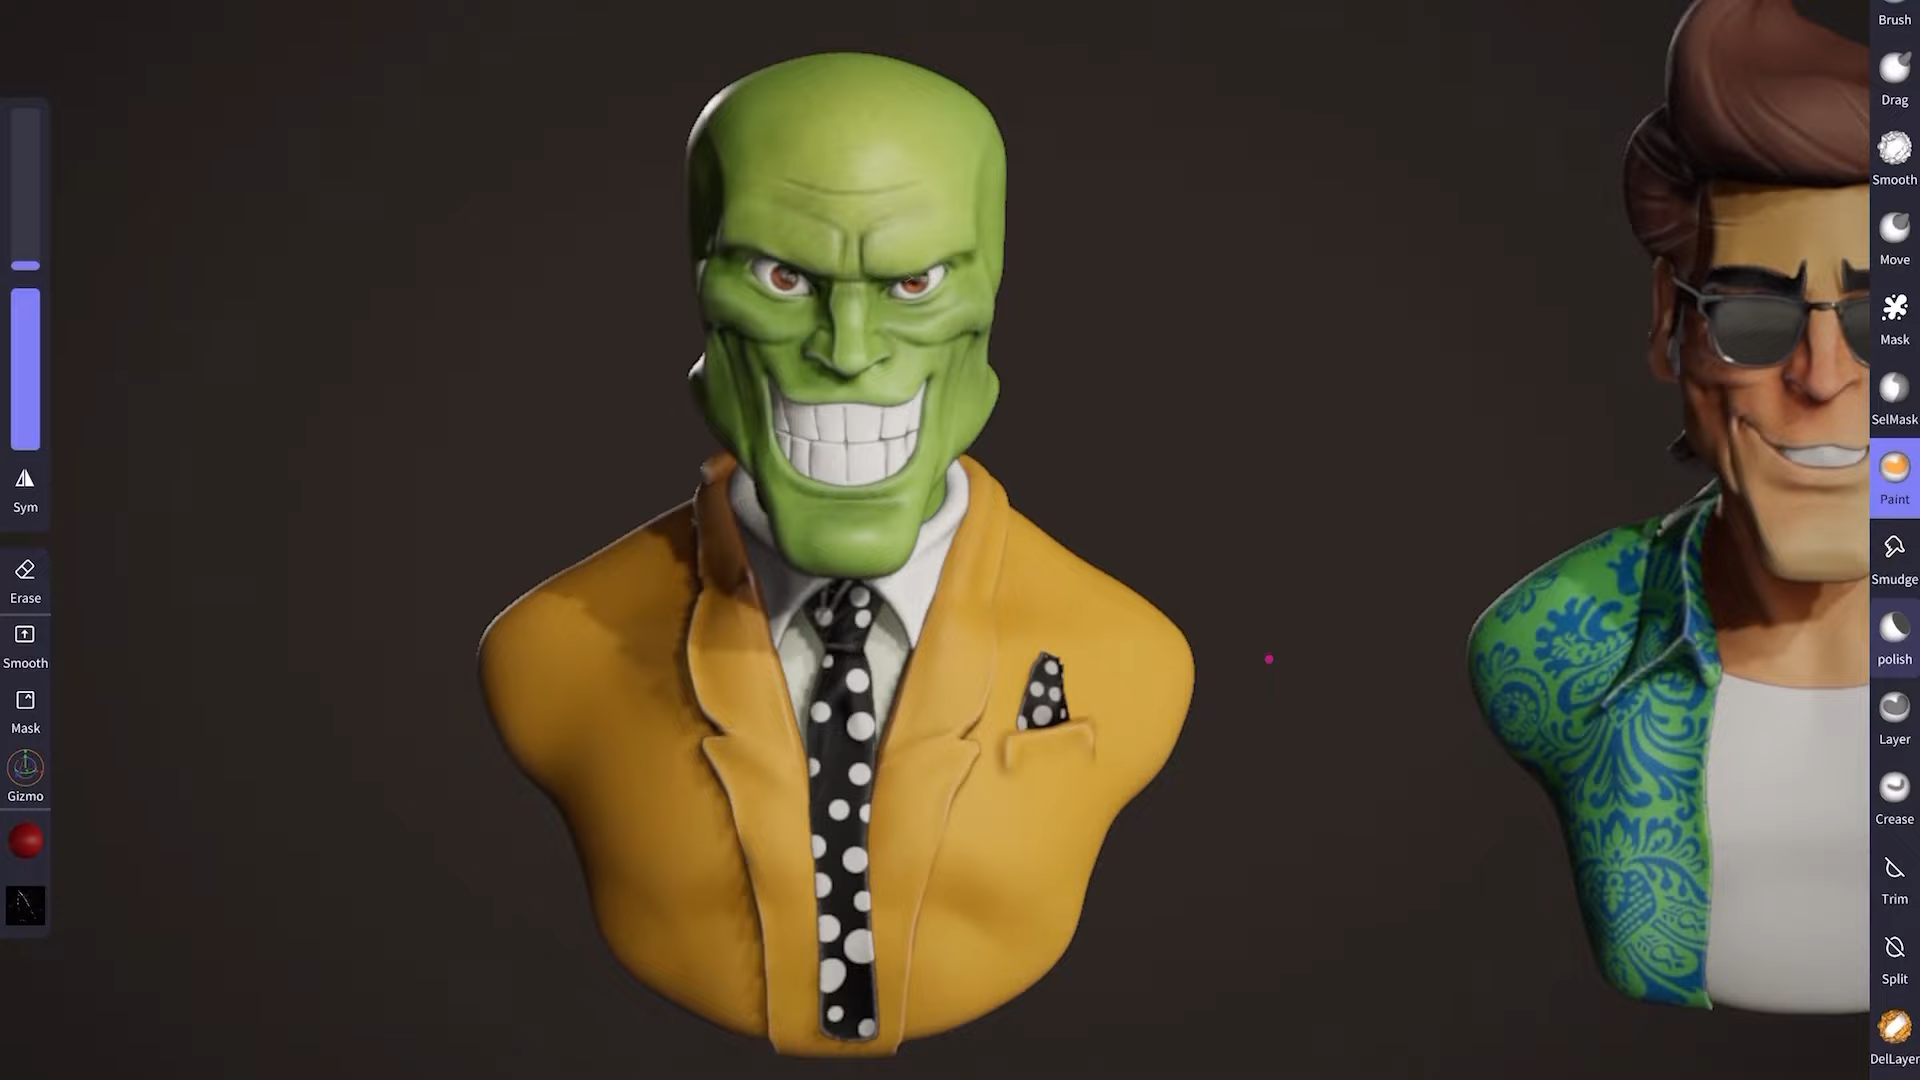 Sym
Erase
Smooth
Mask
Gizmo
Brush
Drag
Smooth
Move
Mask
SelMask
Paint
Smudge
polish
Layer
Crease
Trim
Split
DelLayer